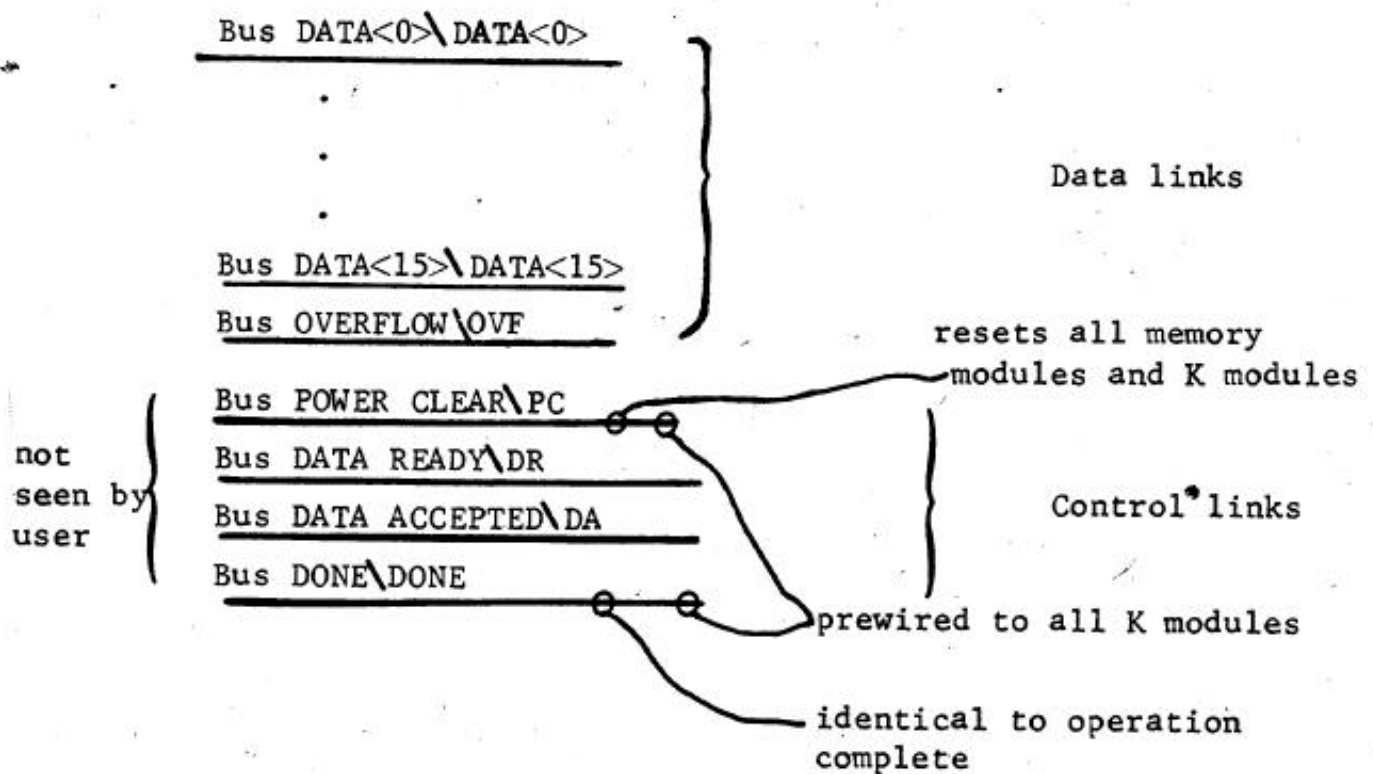 Bus DATA<0>\DATA<0>
.
.
.
Data links
Bus DATA<15>\DATA<15>
Bus OVERFLOW\OVF
resets all memory
modules and K modules
Bus POWER CLEAR\PC
not
seen by
user
Bus DATA READY\DR
Bus DATA ACCEPTED\DA
Control links
Bus DONE\DONE
prewired to all K modules
identical to operation
complete